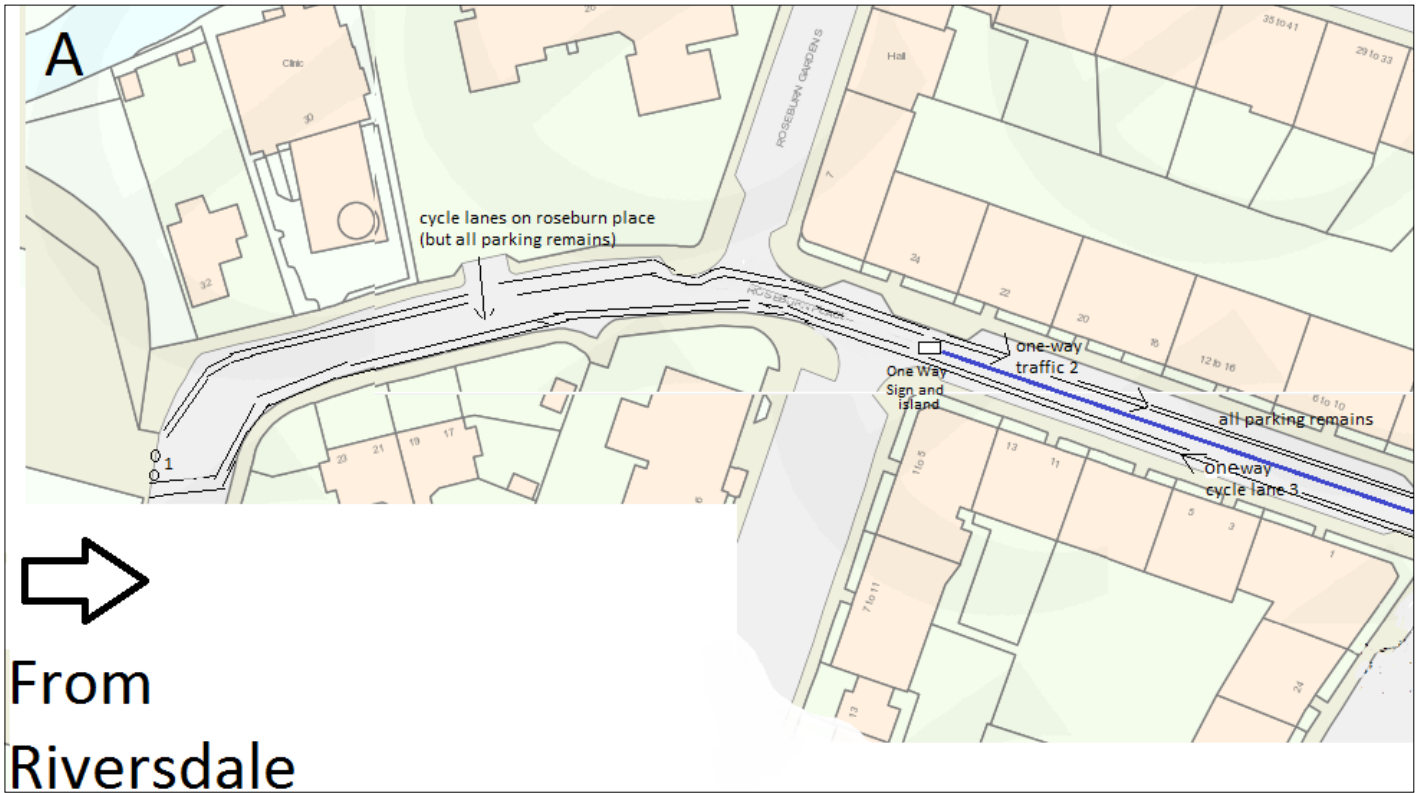 A
Clinic
20
35 to 41
29 to 33
Hall
ROSEBURN GARDENS
30
7
cycle lanes on roseburn place
(but all parking remains)
32
24
22
20
18
12 to 16
6 to 10
one-way
traffic 2
One Way
Sign and
island
all parking remains
one way
cycle lane 3
1
23
21
19
17
6
1 to 5
13
11
5
3
1
7 to 11
13
24
From
Riversdale